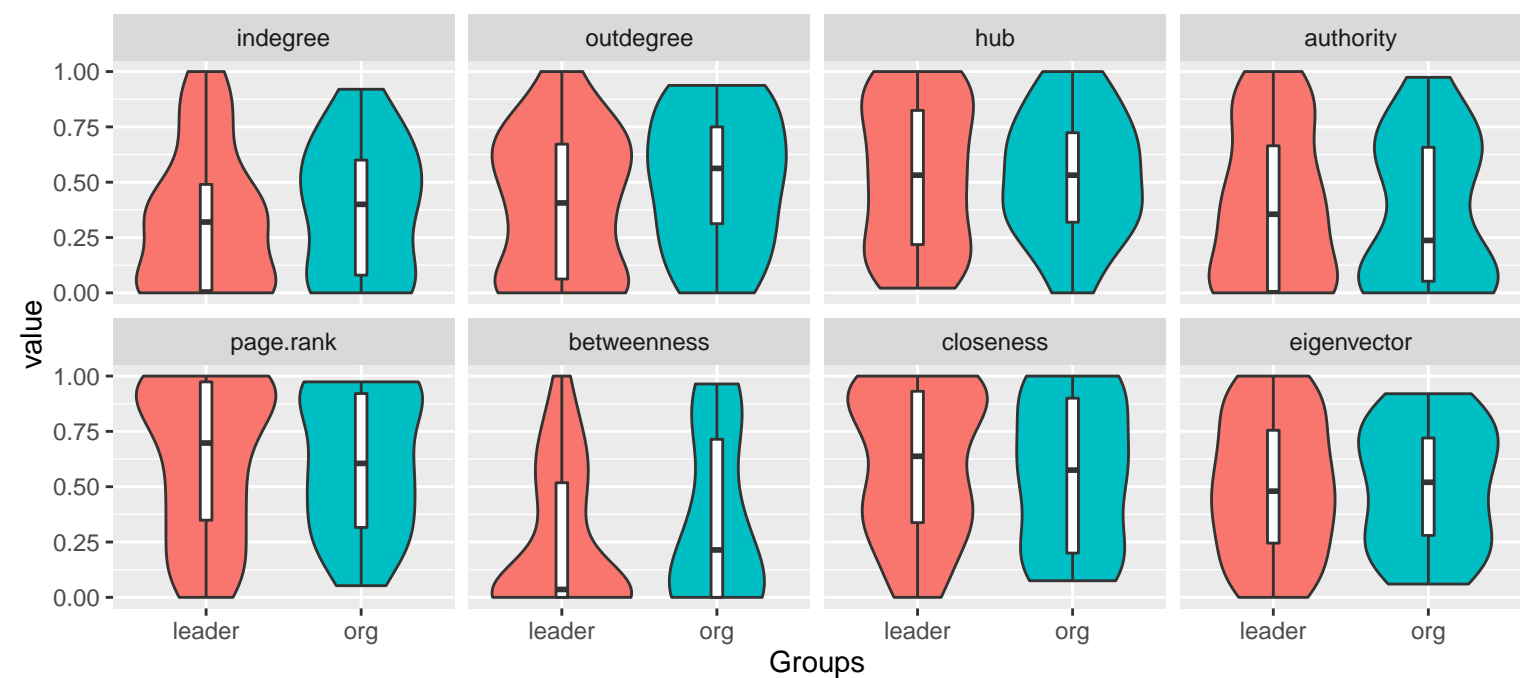 indegree outdegree hub authority
1.00
0.75
0.50
0.25
0.00
value
page.rank betweenness closeness eigenvector
1.00
0.75
0.50
0.25
0.00
leader org leader org leader org leader org
Groups